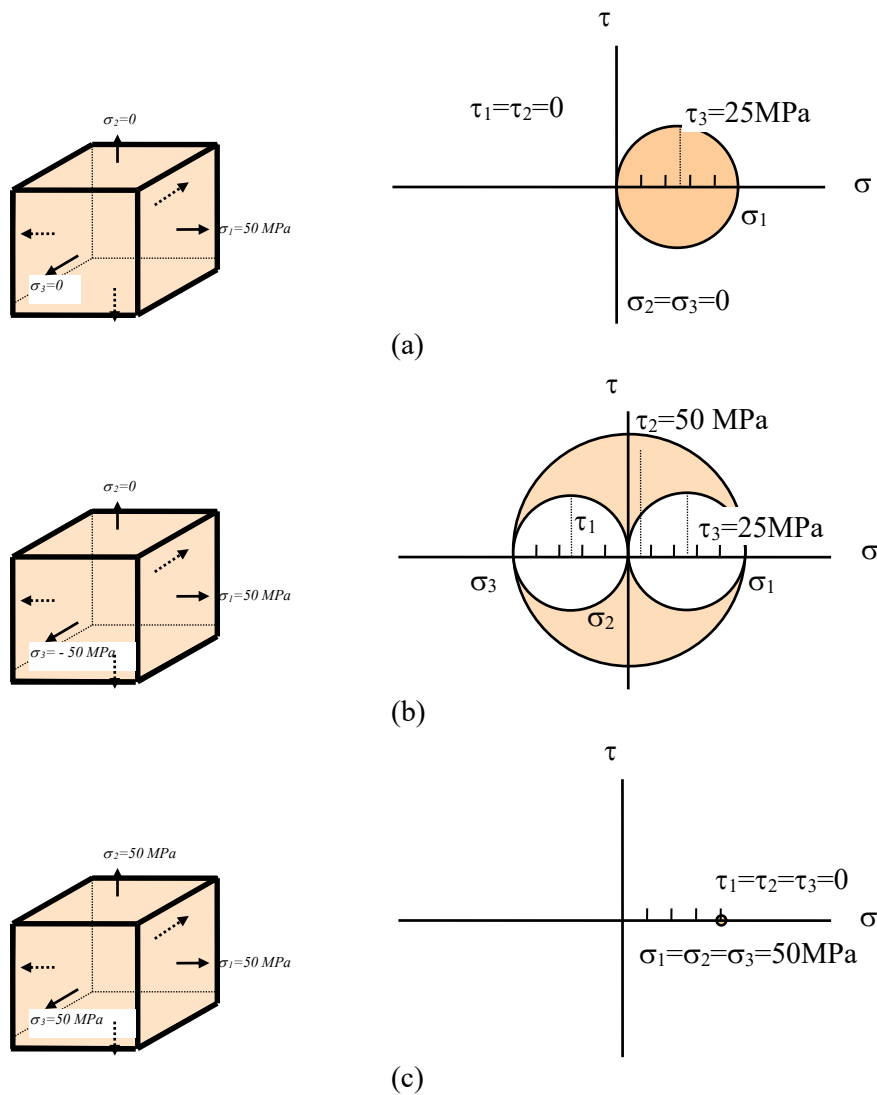 τ
σ₂=0
τ₁=τ₂=0
τ₃=25MPa
σ₁=50 MPa
σ
σ₁
σ₃=0
σ₂=σ₃=0
(a)
τ
σ₂=0
τ₂=50 MPa
τ₁
τ₃=25MPa
σ₁=50 MPa
σ
σ₃
σ₁
σ₂
σ₃= - 50 MPa
(b)
τ
σ₂=50 MPa
τ₁=τ₂=τ₃=0
σ
σ₁=50 MPa
σ₁=σ₂=σ₃=50MPa
σ₃=50 MPa
(c)